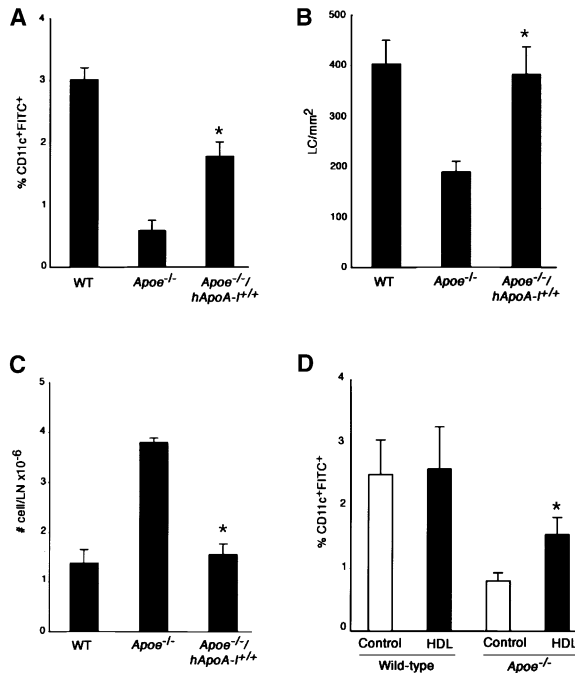 A
4
3
2
1
0
% CD11c+FITC+
*
WT
Apoe-/-
Apoe-/-/
hApoA-I+/+
B
500
400
300
200
100
0
LC/mm2
*
WT
Apoe-/-
Apoe-/-/
hApoA-I+/+
C
5
4
3
2
1
0
# cell/LN x10-6
*
WT
Apoe-/-
Apoe-/-/
hApoA-I+/+
D
4
3
2
1
0
% CD11c+FITC+
*
Control HDL Control HDL
Wild-type Apoe-/-